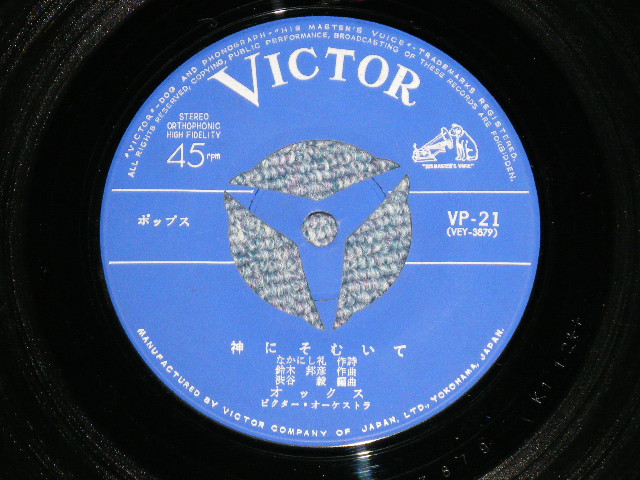 "VICTOR"-DOG AND PHONOGRAPH-"HIS MASTER'S VOICE"-TRADEMARKS REGISTERED.
ALL RIGHTS RESERVED, COPYING, PUBLIC PERFORMANCE, BROADCASTING OF THESE RECORDS ARE FORBIDDEN.
VICTOR
STEREO
ORTHOPHONIC
HIGH FIDELITY
45rpm
"HIS MASTER'S VOICE"
ポップス
VP-21
(VEY-3879)
神にそむいて
なかにし礼 作詩
鈴木 邦彦 作曲
渋谷 毅 編曲
オックス
ビクター・オーケストラ
MANUFACTURED BY VICTOR COMPANY OF JAPAN, LTD., YOKOHAMA, JAPAN.